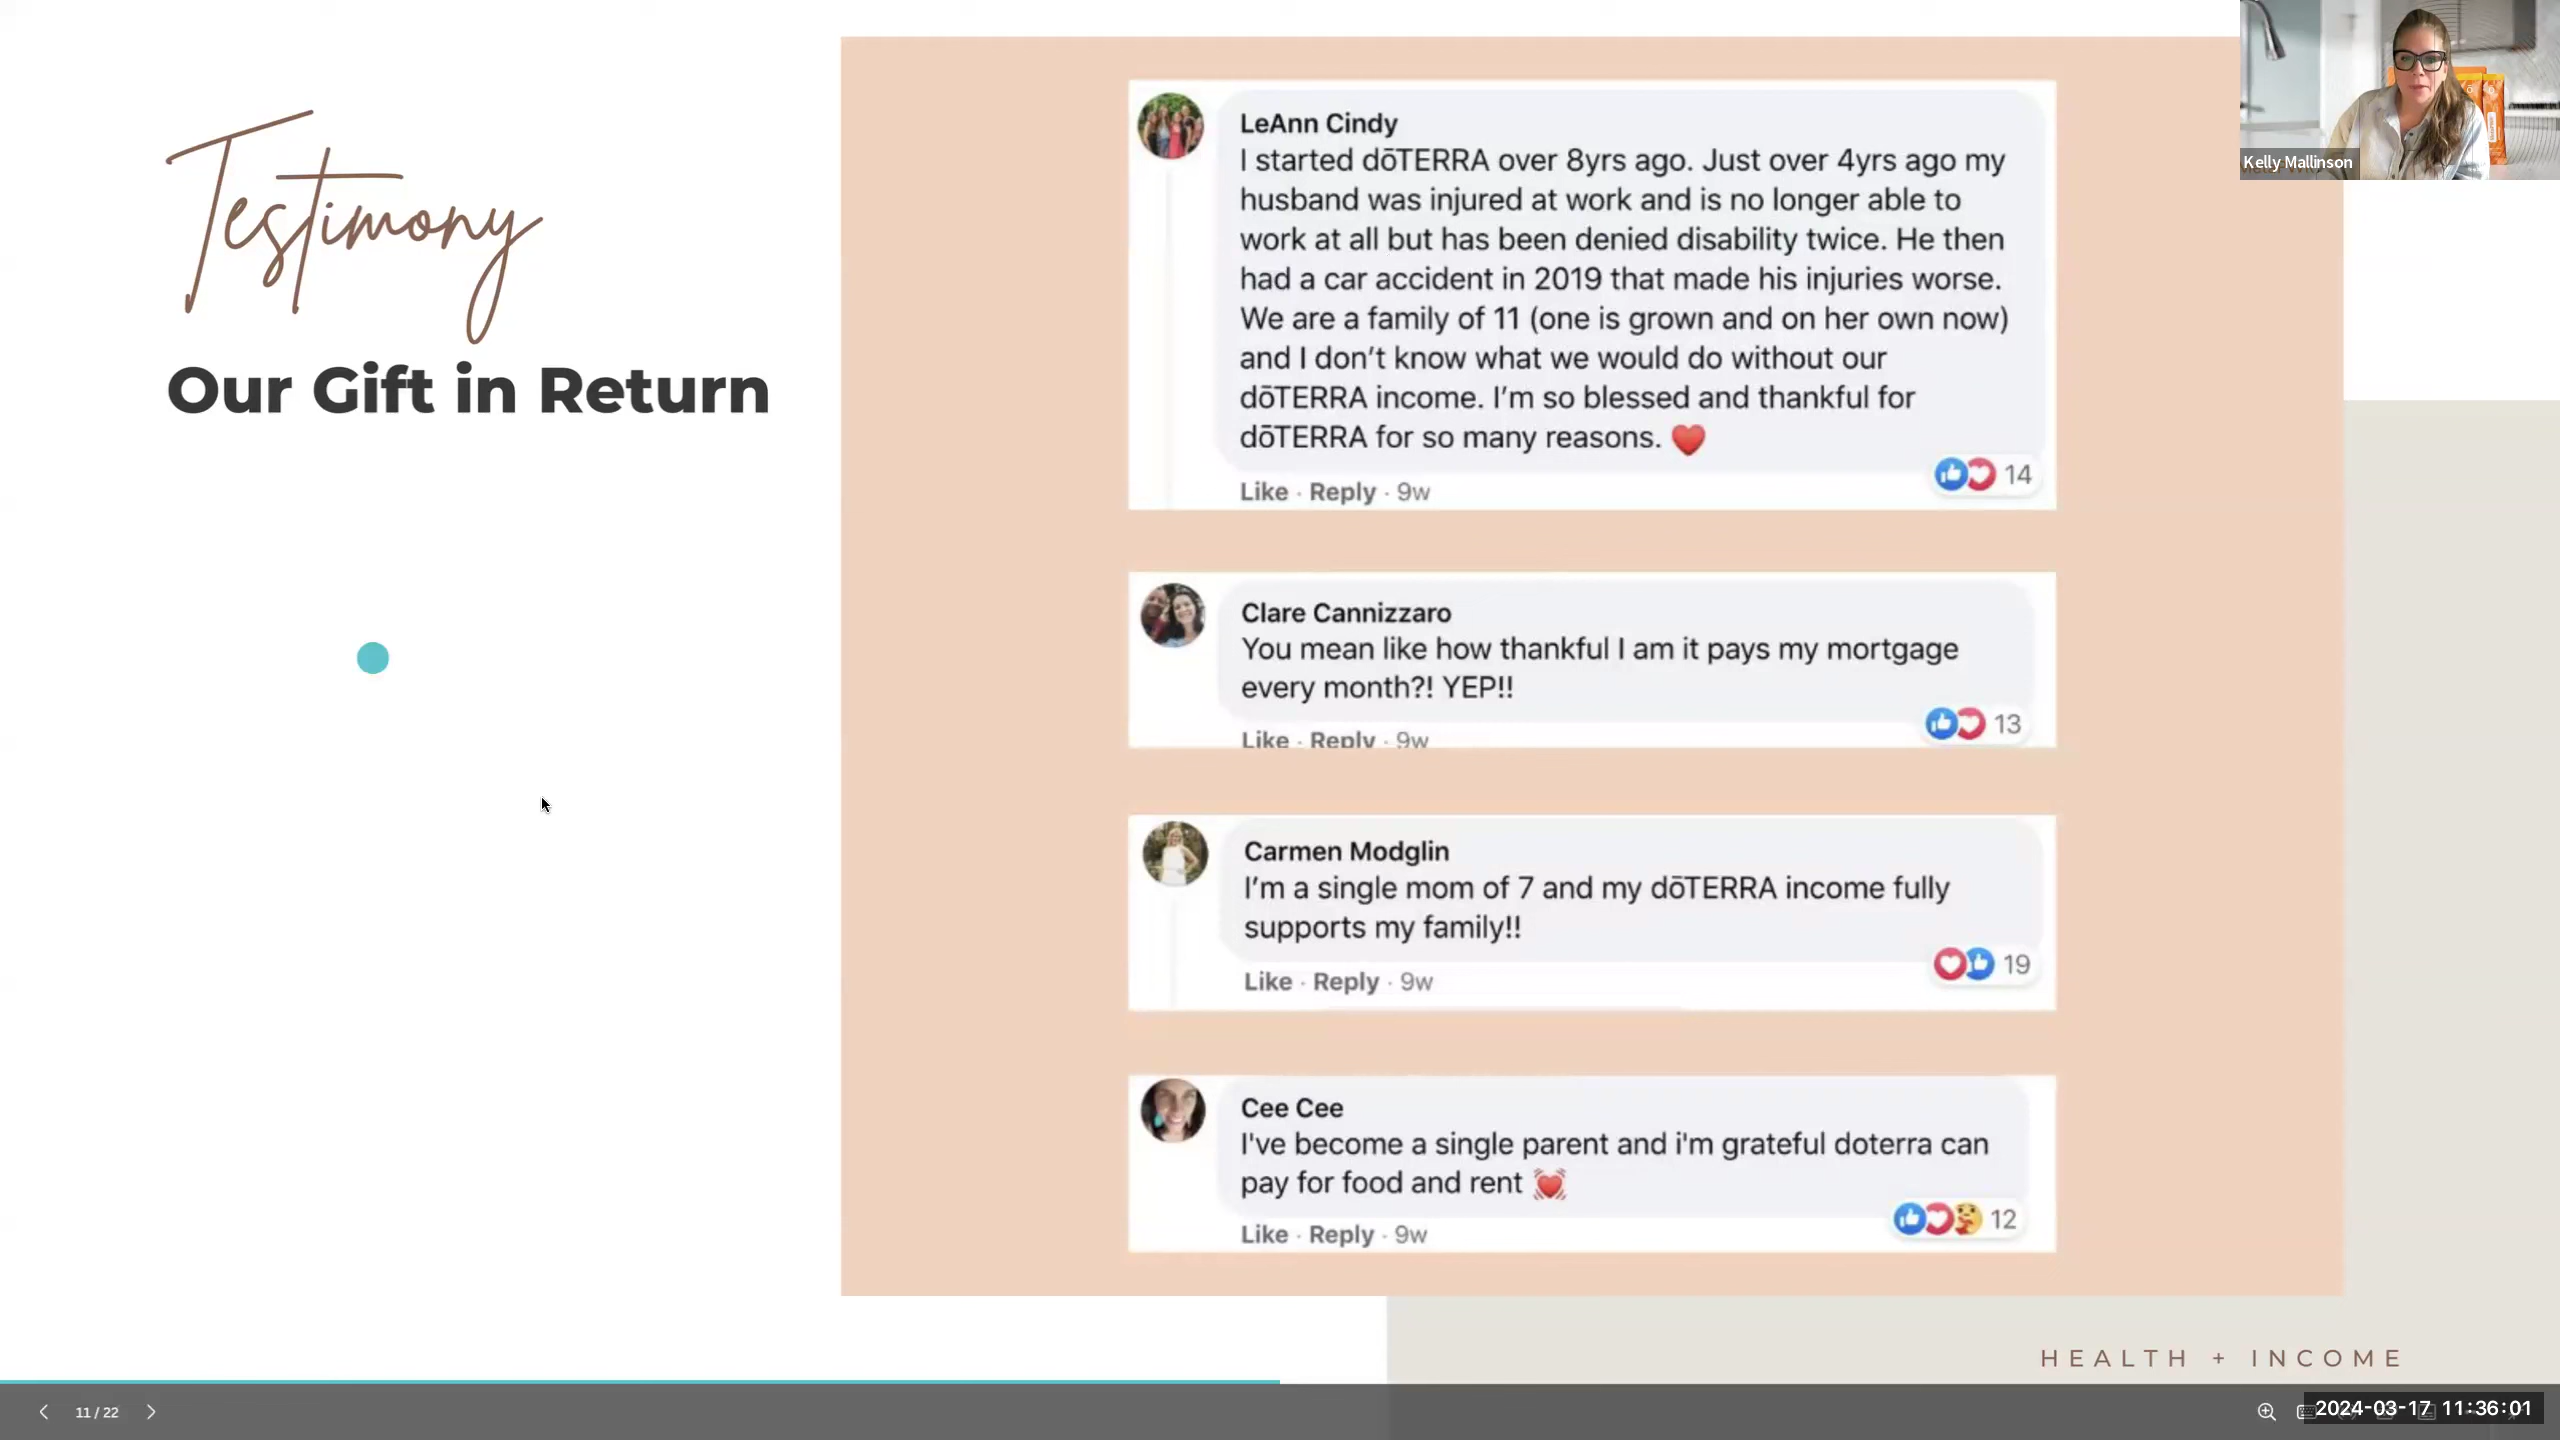 Testimony
Our Gift in Return
LeAnn Cindy
I started dōTERRA over 8yrs ago. Just over 4yrs ago my
husband was injured at work and is no longer able to
work at all but has been denied disability twice. He then
had a car accident in 2019 that made his injuries worse.
We are a family of 11 (one is grown and on her own now)
and I don’t know what we would do without our
dōTERRA income. I’m so blessed and thankful for
dōTERRA for so many reasons. ❤️
14
Like · Reply · 9w
Clare Cannizzaro
You mean like how thankful I am it pays my mortgage
every month?! YEP!!
13
Like · Reply · 9w
Carmen Modglin
I’m a single mom of 7 and my dōTERRA income fully
supports my family!!
19
Like · Reply · 9w
Cee Cee
I've become a single parent and i'm grateful doterra can
pay for food and rent 💓
12
Like · Reply · 9w
HEALTH + INCOME
Kelly Mallinson
11 / 22
2024-03-17 11:36:01